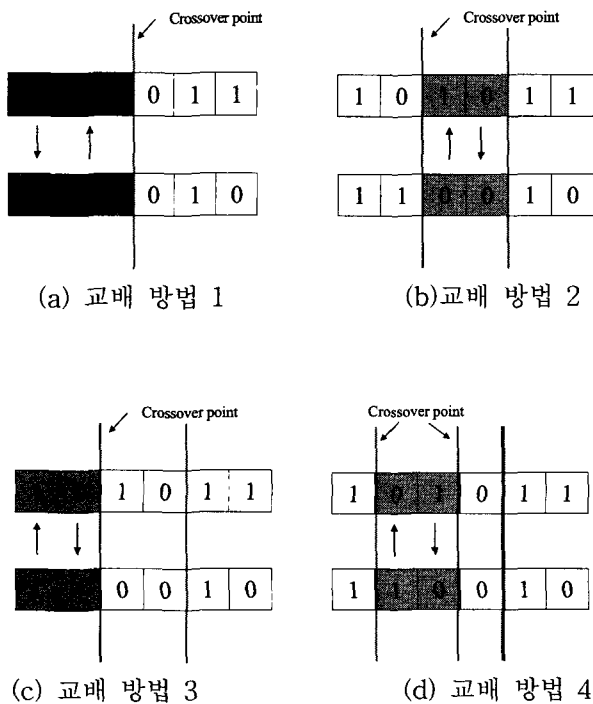 Crossover point
0 1 1
0 1 0
(a) 교배 방법 1
Crossover point
1 0 1 0 1 1
1 1 0 0 1 0
(b)교배 방법 2
Crossover point
1 0 1 1
0 0 1 0
(c) 교배 방법 3
Crossover point
1 0 1 0 1 1
1 1 0 0 1 0
(d) 교배 방법 4